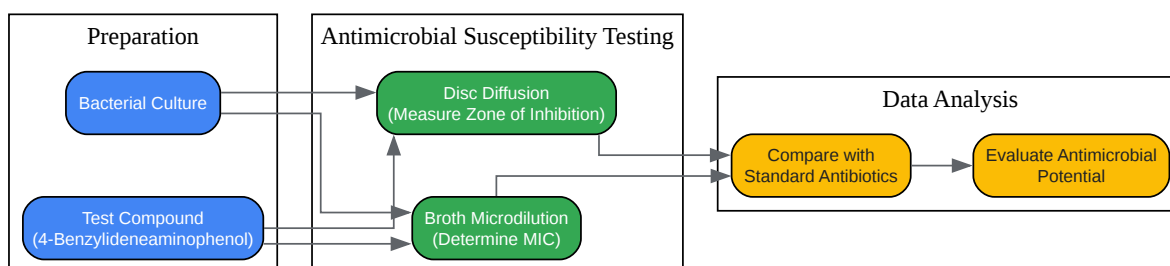 Preparation
Bacterial Culture
Test Compound
(4-Benzylideneaminophenol)
Antimicrobial Susceptibility Testing
Disc Diffusion
(Measure Zone of Inhibition)
Broth Microdilution
(Determine MIC)
Data Analysis
Compare with
Standard Antibiotics
Evaluate Antimicrobial
Potential